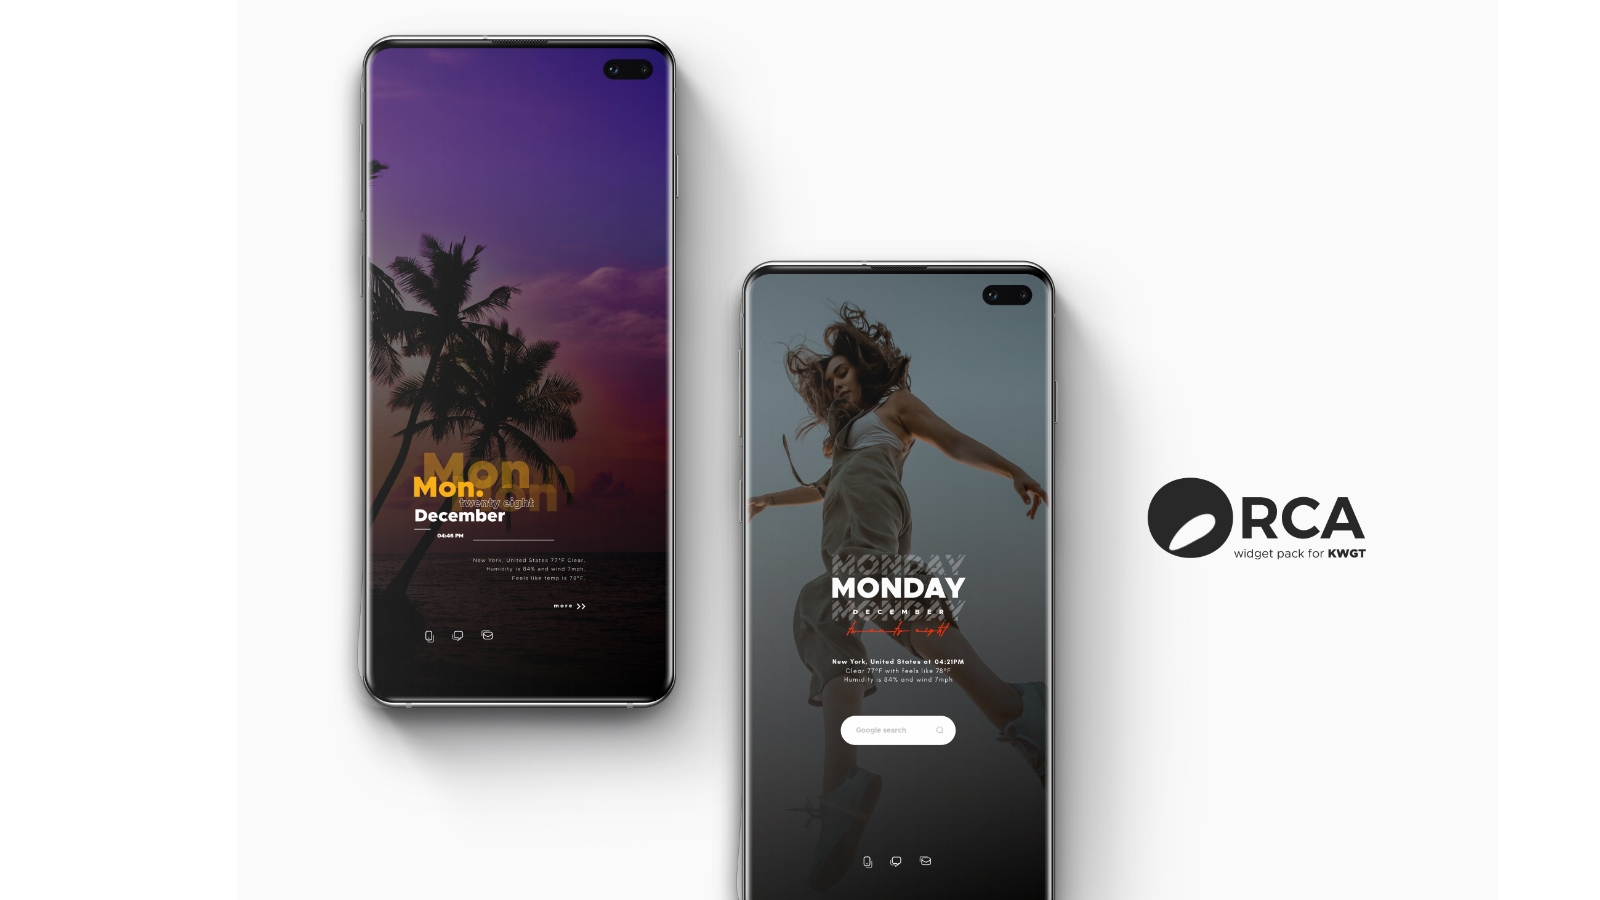 Mon
Mon.
twenty eight
December
04:46 PM
New York, United States 77°F Clear,
Humidity is 84% and wind 7mph,
Feels like temp is 78°F.
more
MONDAY
MONDAY
MONDAY
DECEMBER
twenty eight
New York, United States at 04:21PM
Clear 77°F with Feels like 78°F
Humidity is 84% and wind 7mph
Google search
ORCA
widget pack for KWGT